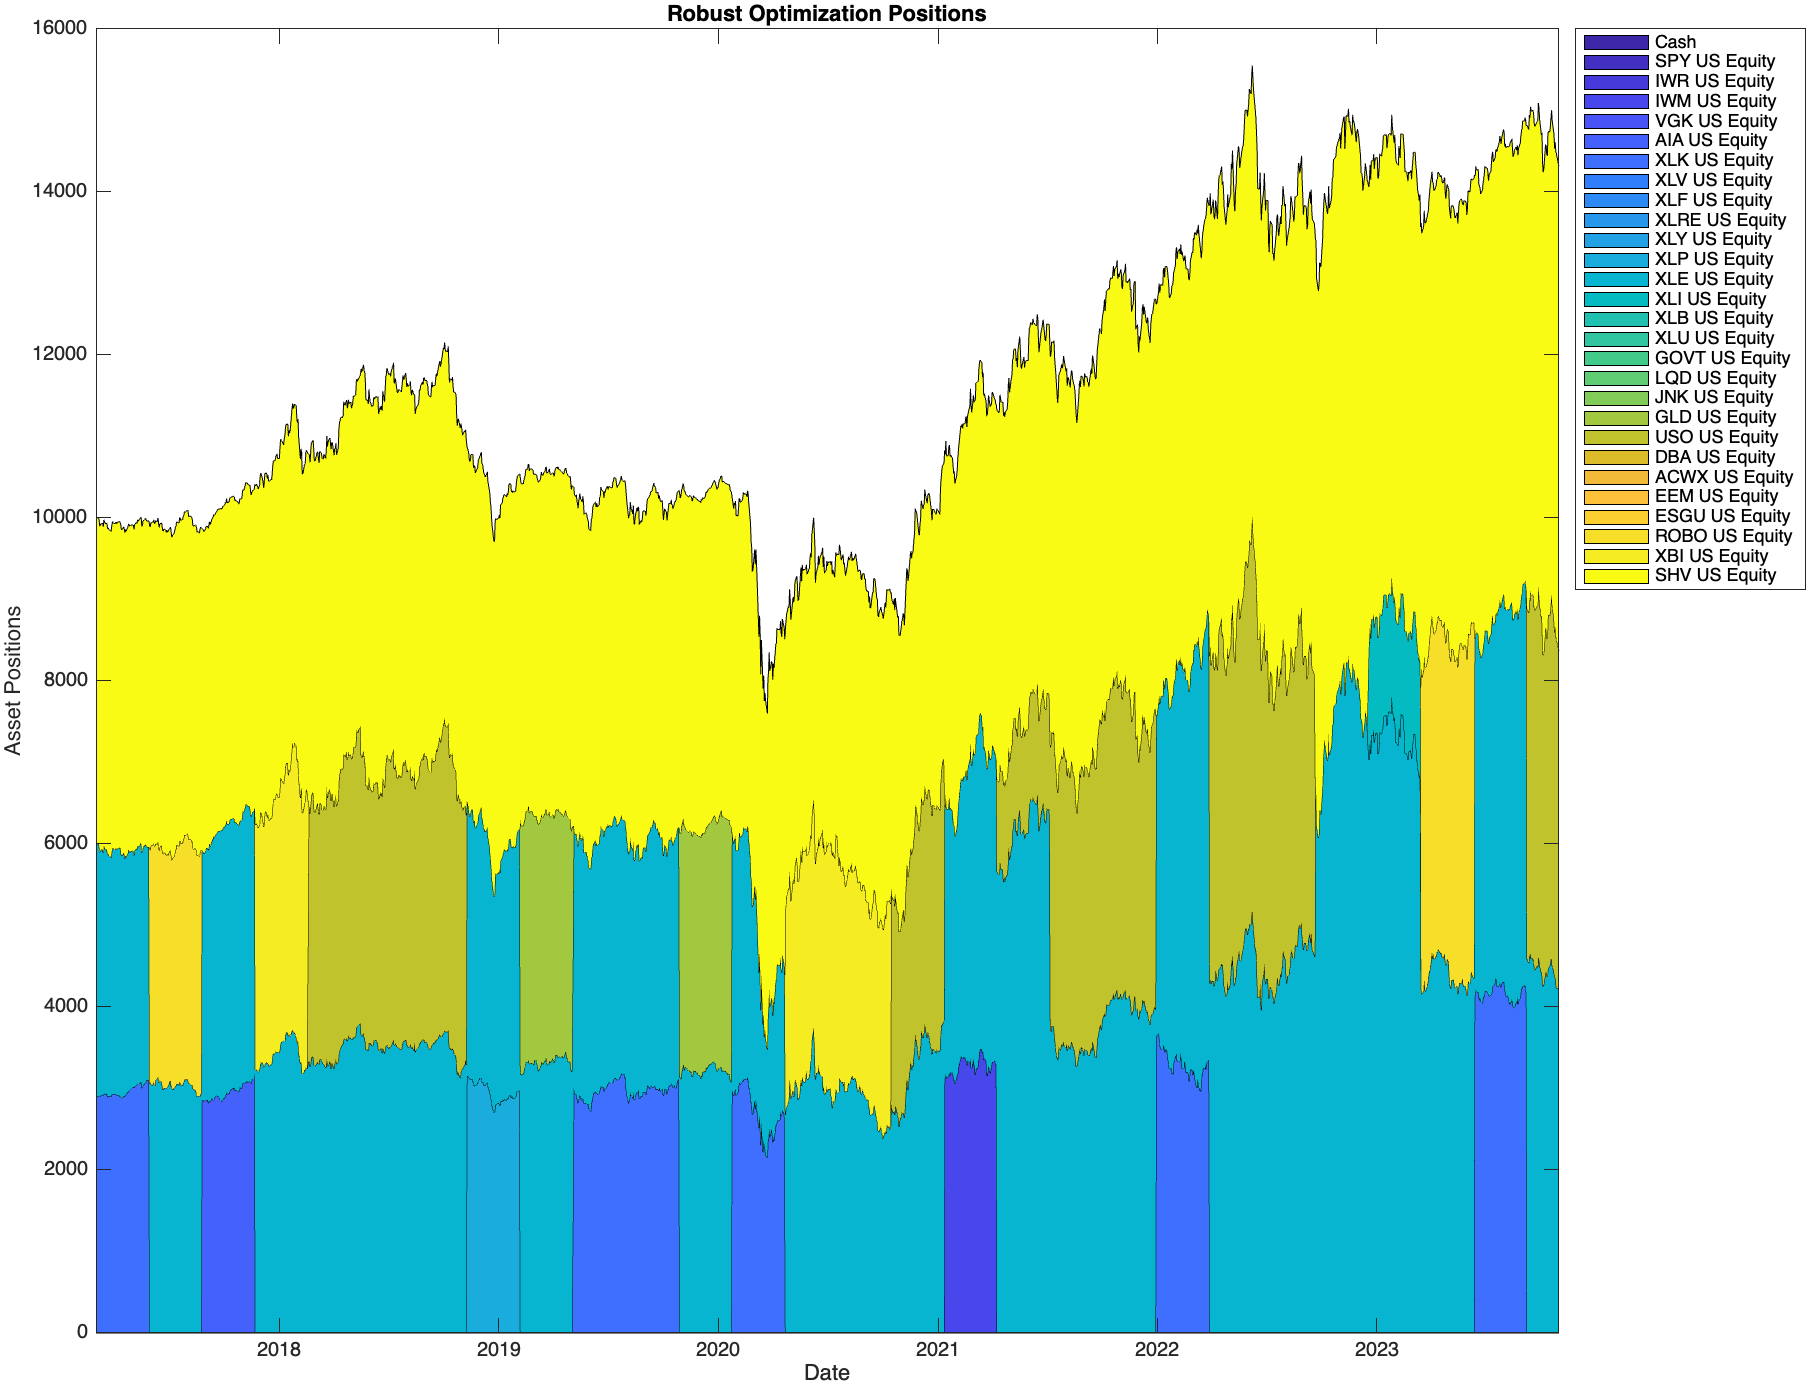 Robust Optimization Positions
16000
14000
12000
10000
8000
6000
4000
2000
0
Asset Positions
2018
2019
2020
2021
2022
2023
Date
Cash
SPY US Equity
IWR US Equity
IWM US Equity
VGK US Equity
AIA US Equity
XLK US Equity
XLV US Equity
XLF US Equity
XLRE US Equity
XLY US Equity
XLP US Equity
XLE US Equity
XLI US Equity
XLB US Equity
XLU US Equity
GOVT US Equity
LQD US Equity
JNK US Equity
GLD US Equity
USO US Equity
DBA US Equity
ACWX US Equity
EEM US Equity
ESGU US Equity
ROBO US Equity
XBI US Equity
SHV US Equity